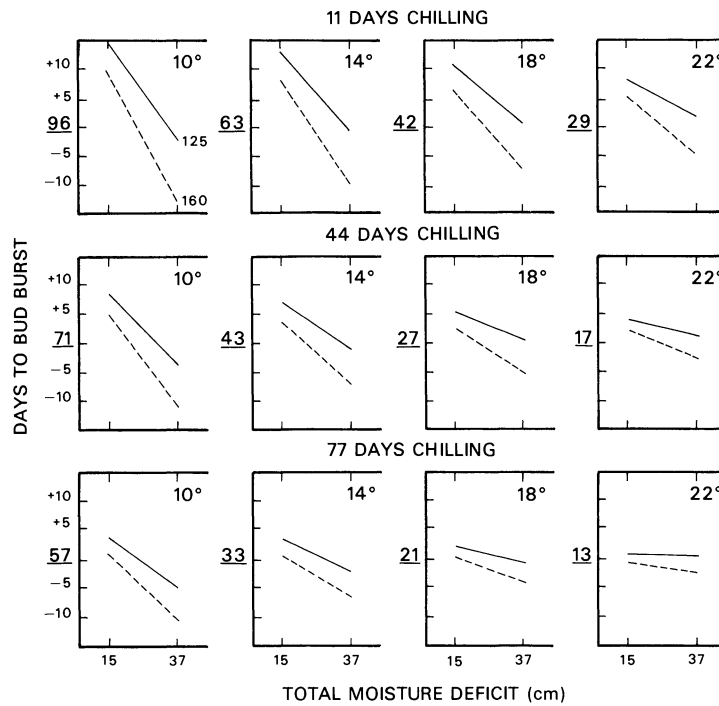 11 DAYS CHILLING
10° 14° 18° 22°
+10
+5
96 63 42 29
−5
−10
125
160
44 DAYS CHILLING
10° 14° 18° 22°
+10
+5
71 43 27 17
−5
−10
77 DAYS CHILLING
10° 14° 18° 22°
+10
+5
57 33 21 13
−5
−10
15 37 15 37 15 37 15 37
DAYS TO BUD BURST
TOTAL MOISTURE DEFICIT (cm)